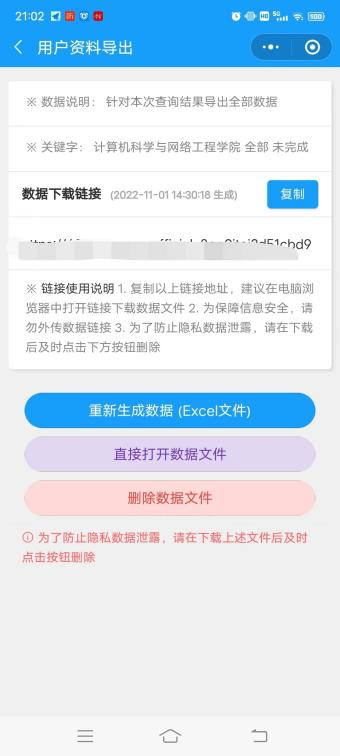 21:02
5G
100
用户资料导出
※ 数据说明： 针对本次查询结果导出全部数据
※ 关键字： 计算机科学与网络工程学院 全部 未完成
数据下载链接 (2022-11-01 14:30:18 生成)
复制
※ 链接使用说明 1. 复制以上链接地址，建议在电脑浏
览器中打开链接下载数据文件 2. 为保障信息安全，请
勿外传数据链接 3. 为了防止隐私数据泄露，请在下载
后及时点击下方按钮删除
重新生成数据 (Excel文件)
直接打开数据文件
删除数据文件
为了防止隐私数据泄露，请在下载上述文件后及时
点击按钮删除